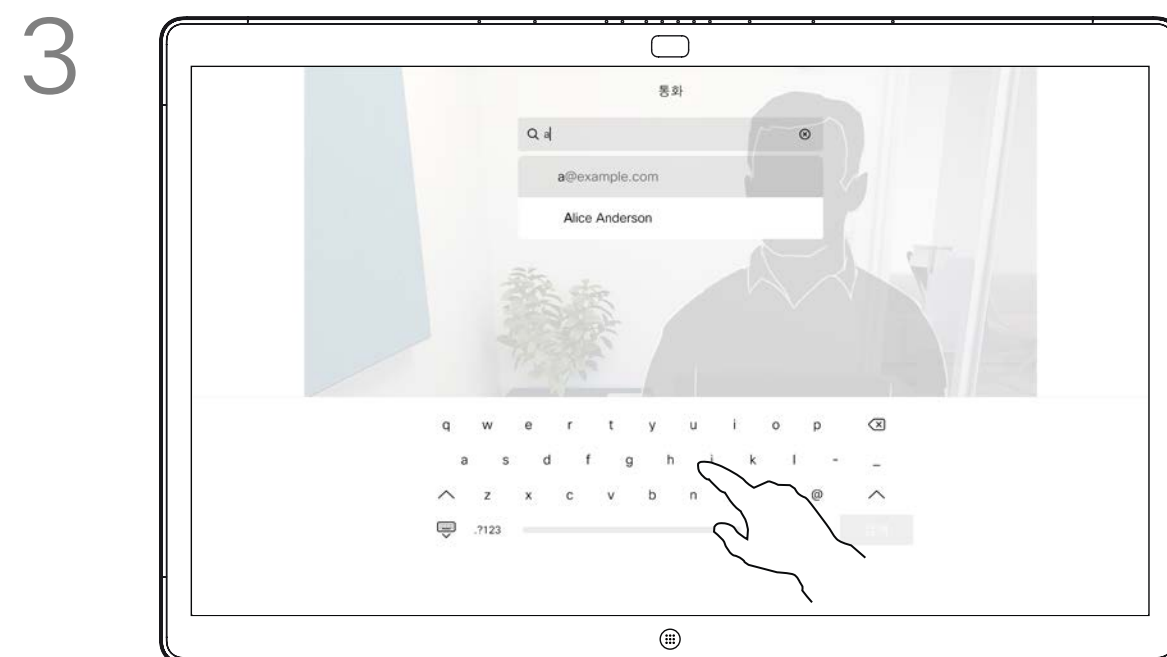 3
통화
a
a@example.com
Alice Anderson
q w e r t y u i o p
a s d f g h j k l - _
z x c v b n @
.?123